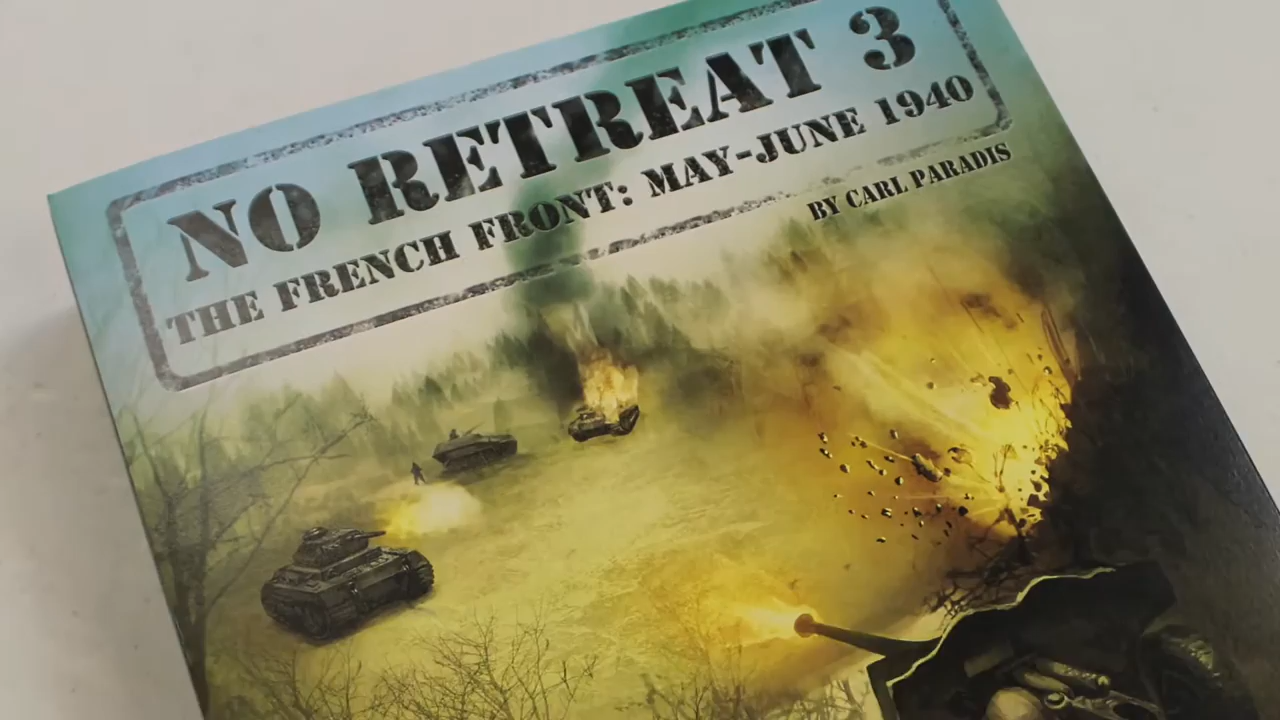 NO RETREAT 3
THE FRENCH FRONT: MAY-JUNE 1940
BY CARL PARADIS